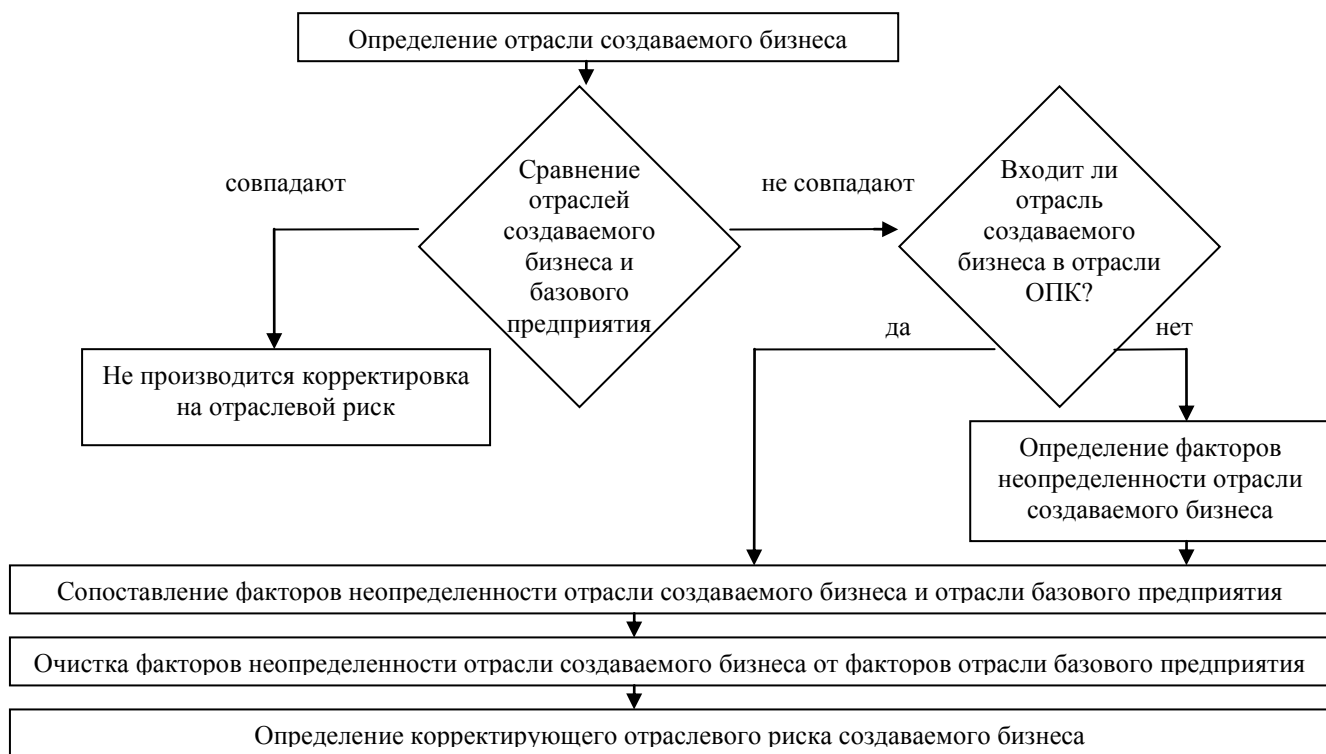 Определение отрасли создаваемого бизнеса
совпадают
Сравнение
отраслей
создаваемого
бизнеса и
базового
предприятия
не совпадают
Входит ли
отрасль
создаваемого
бизнеса в отрасли
ОПК?
да
нет
Не производится корректировка
на отраслевой риск
Определение факторов
неопределенности отрасли
создаваемого бизнеса
Сопоставление факторов неопределенности отрасли создаваемого бизнеса и отрасли базового предприятия
Очистка факторов неопределенности отрасли создаваемого бизнеса от факторов отрасли базового предприятия
Определение корректирующего отраслевого риска создаваемого бизнеса